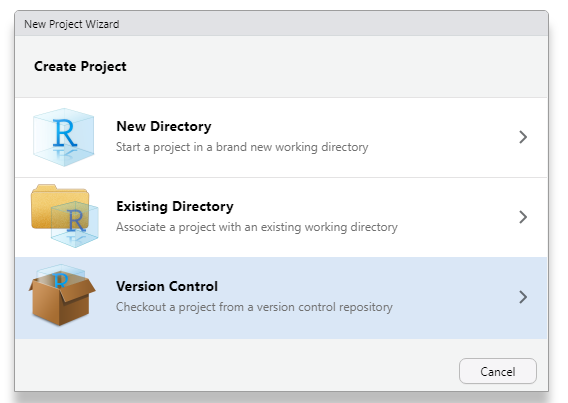 New Project Wizard
Create Project
New Directory
Start a project in a brand new working directory
R
Existing Directory
Associate a project with an existing working directory
R
Version Control
Checkout a project from a version control repository
R
Cancel